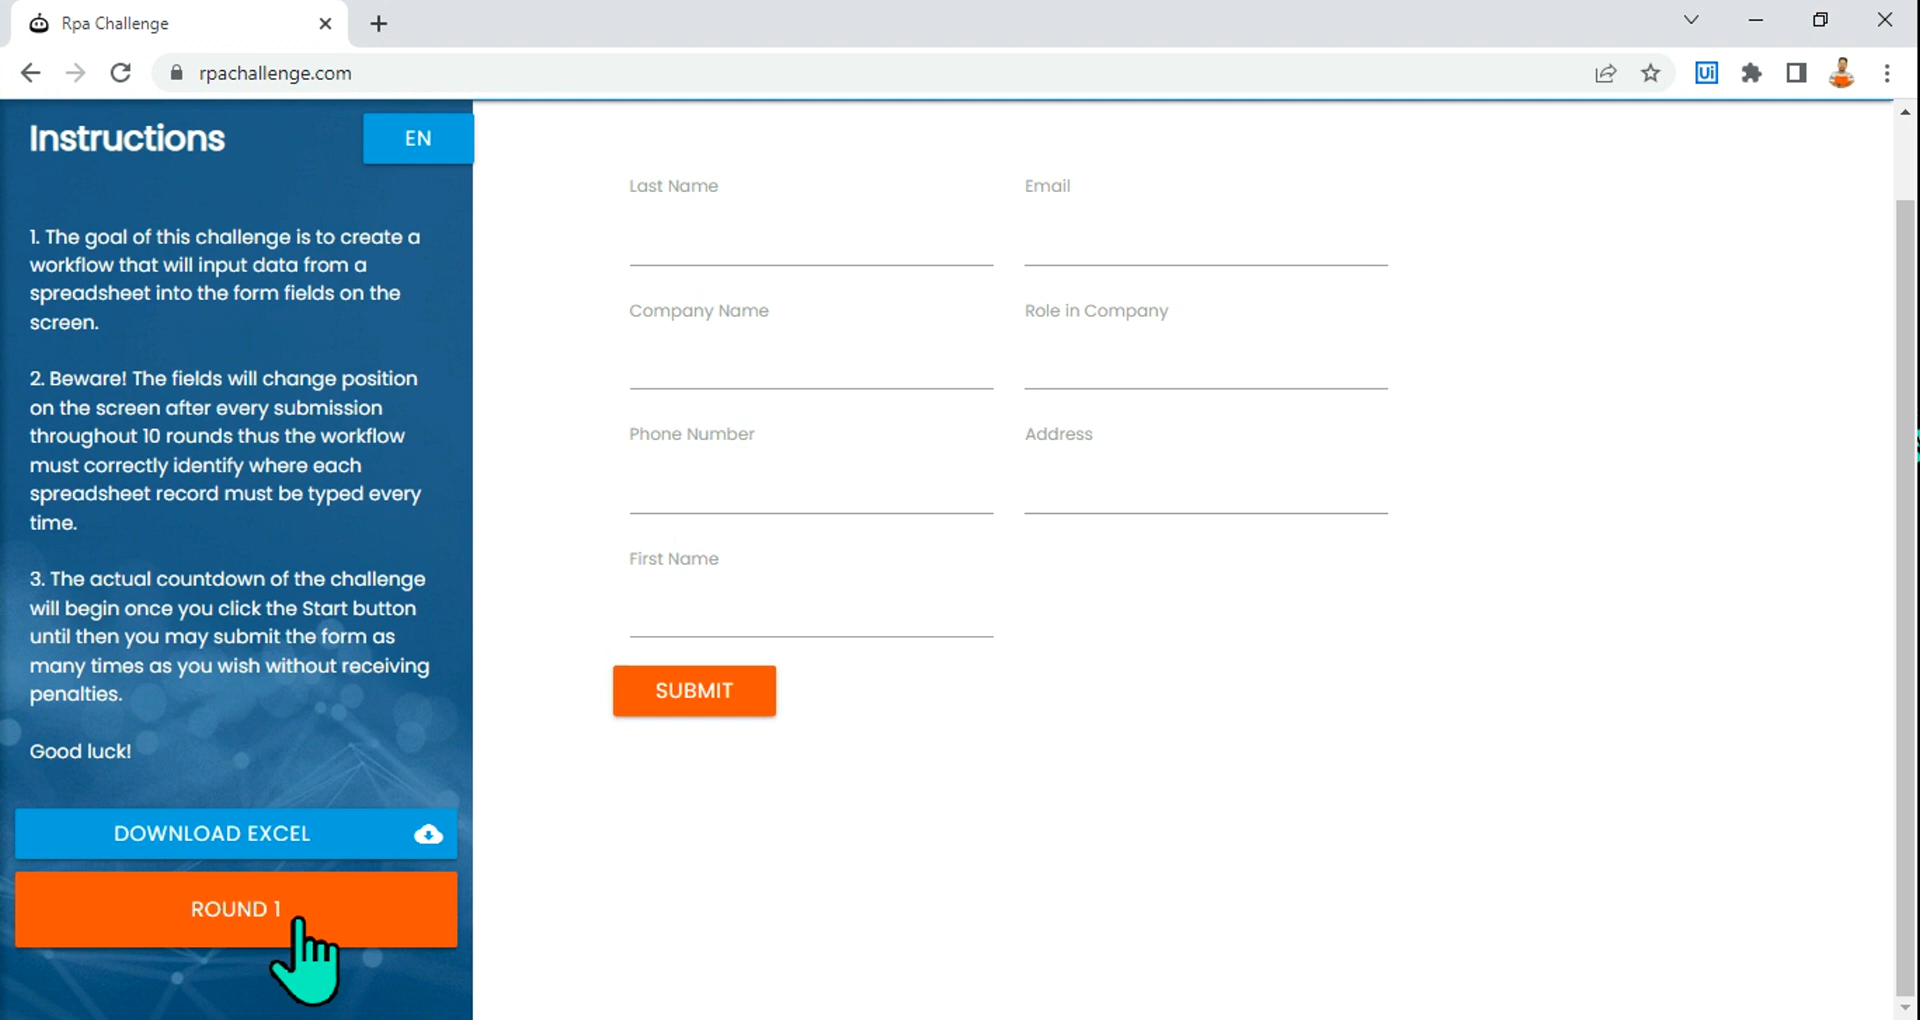 Rpa Challenge
rpachallenge.com
Ui
Instructions
EN
1. The goal of this challenge is to create a
workflow that will input data from a
spreadsheet into the form fields on the
screen.
2. Beware! The fields will change position
on the screen after every submission
throughout 10 rounds thus the workflow
must correctly identify where each
spreadsheet record must be typed every
time.
3. The actual countdown of the challenge
will begin once you click the Start button
until then you may submit the form as
many times as you wish without receiving
penalties.
Good luck!
DOWNLOAD EXCEL
ROUND 1
Last Name
Email
Company Name
Role in Company
Phone Number
Address
First Name
SUBMIT